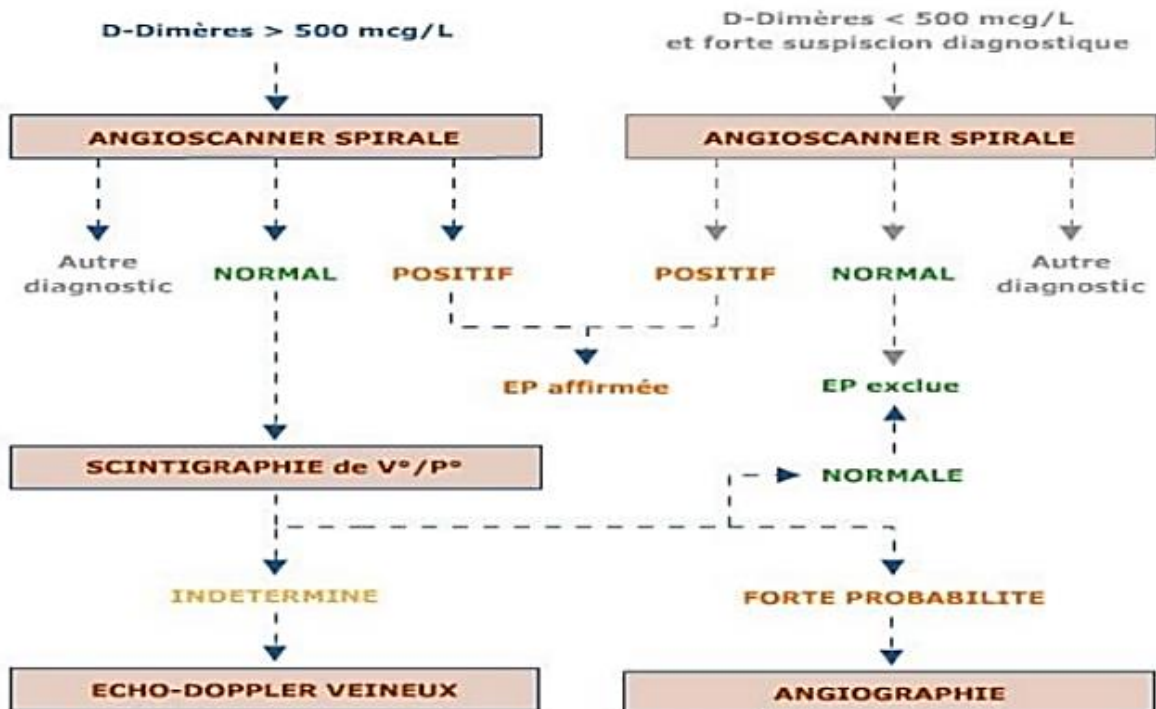 D-Dimères > 500 mcg/L
D-Dimères < 500 mcg/L
et forte suspiscion diagnostique
ANGIOSCANNER SPIRALE
ANGIOSCANNER SPIRALE
Autre
diagnostic
NORMAL
POSITIF
POSITIF
NORMAL
Autre
diagnostic
EP affirmée
EP exclue
SCINTIGRAPHIE de V°/P°
NORMALE
INDETERMINE
FORTE PROBABILITE
ECHO-DOPPLER VEINEUX
ANGIOGRAPHIE